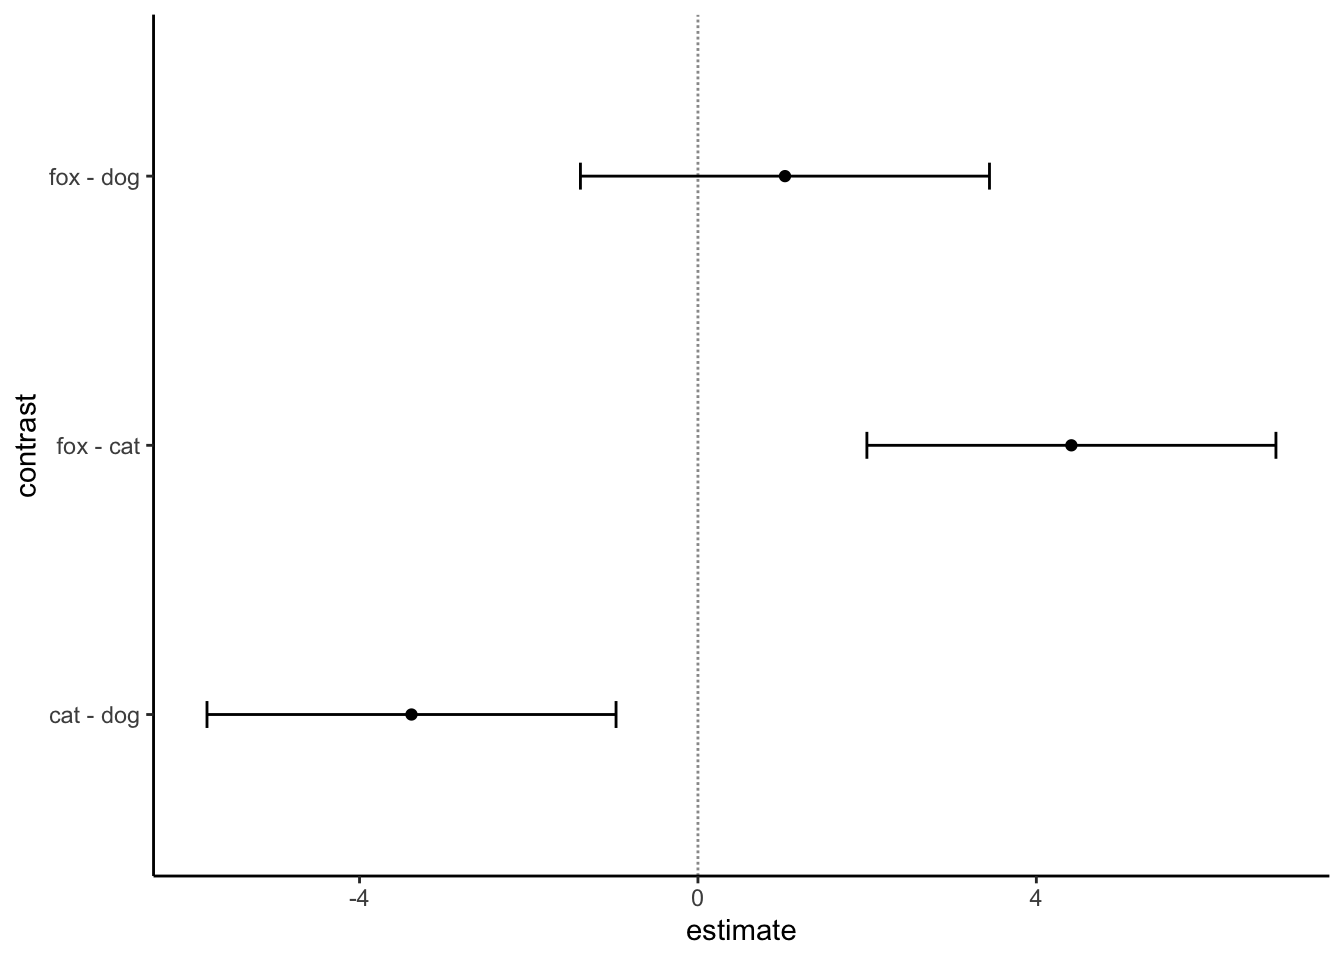 contrast
fox - dog
fox - cat
cat - dog
-4 0 4
estimate